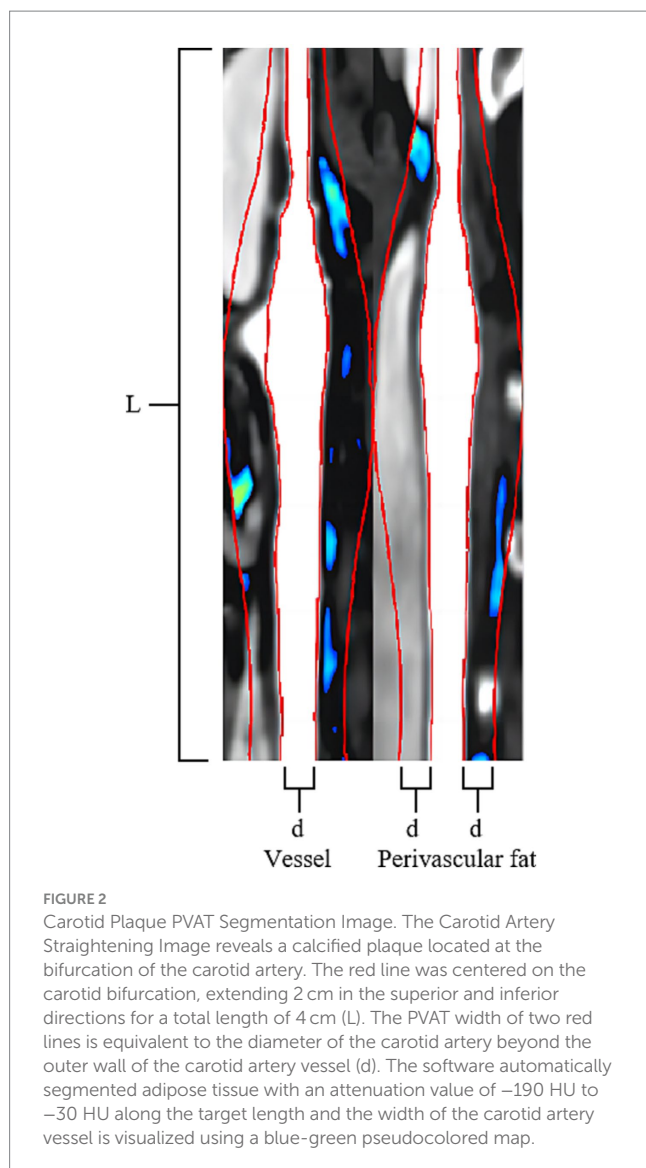 L
d d d
Vessel Perivascular fat
FIGURE 2
Carotid Plaque PVAT Segmentation Image. The Carotid Artery
Straightening Image reveals a calcified plaque located at the
bifurcation of the carotid artery. The red line was centered on the
carotid bifurcation, extending 2 cm in the superior and inferior
directions for a total length of 4 cm (L). The PVAT width of two red
lines is equivalent to the diameter of the carotid artery beyond the
outer wall of the carotid artery vessel (d). The software automatically
segmented adipose tissue with an attenuation value of −190 HU to
−30 HU along the target length and the width of the carotid artery
vessel is visualized using a blue-green pseudocolored map.